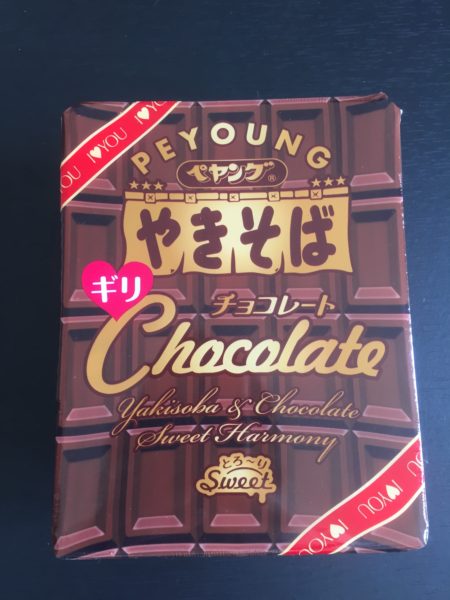 I♥YOU I♥YOU
PEYOUNG
ペヤング®
やきそば
ギリ
チョコレート
Chocolate
Yakisoba & Chocolate
Sweet Harmony
とろ〜り
Sweet
I♥YOU I♥YOU